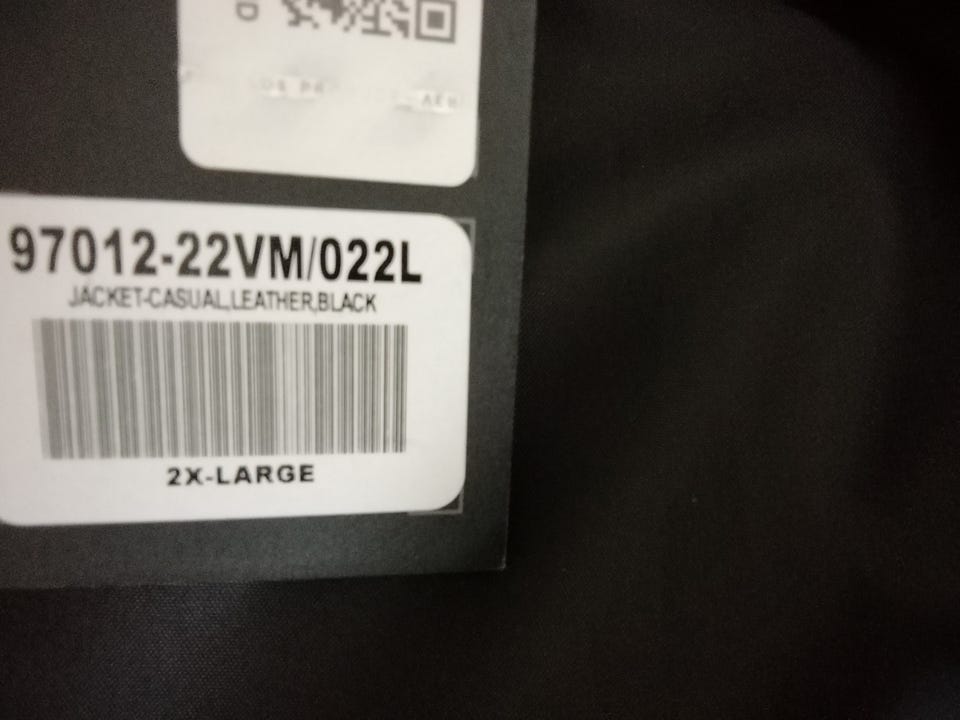 D
97012-22VM/022L
JACKET-CASUAL,LEATHER,BLACK
2X-LARGE